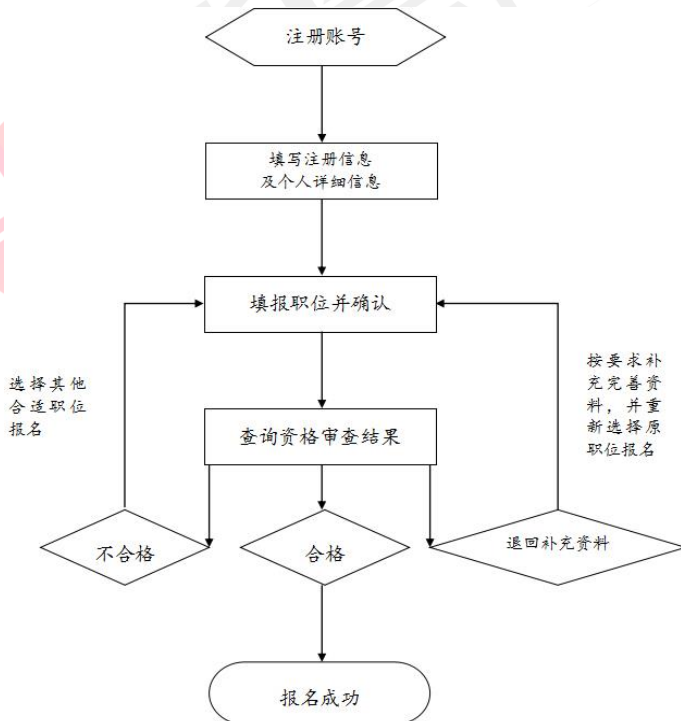 注册账号
填写注册信息
及个人详细信息
填报职位并确认
选择其他
合适职位
报名
按要求补
充完善资
料，并重
新选择原
职位报名
查询资格审查结果
不合格
合格
退回补充资料
报名成功